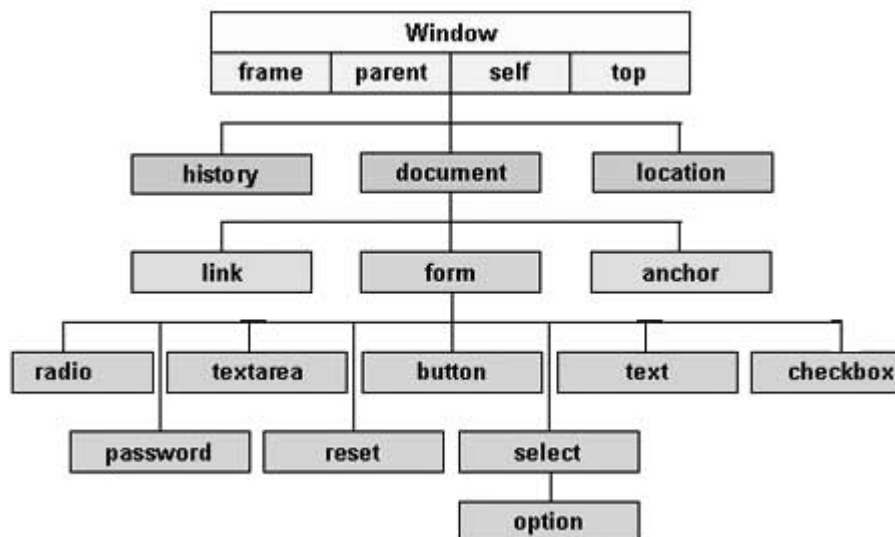 Window
frame parent self top
history document location
link form anchor
radio textarea button text checkbox
password reset select
option